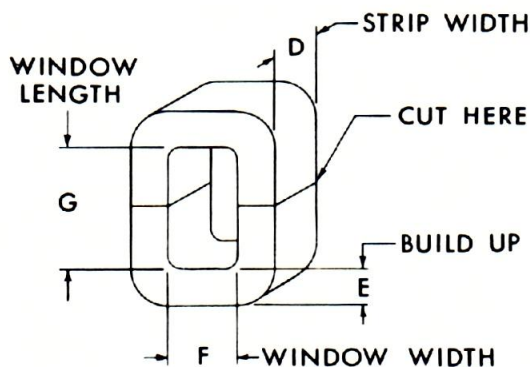 D
STRIP WIDTH
WINDOW
LENGTH
CUT HERE
G
BUILD UP
E
F
WINDOW WIDTH